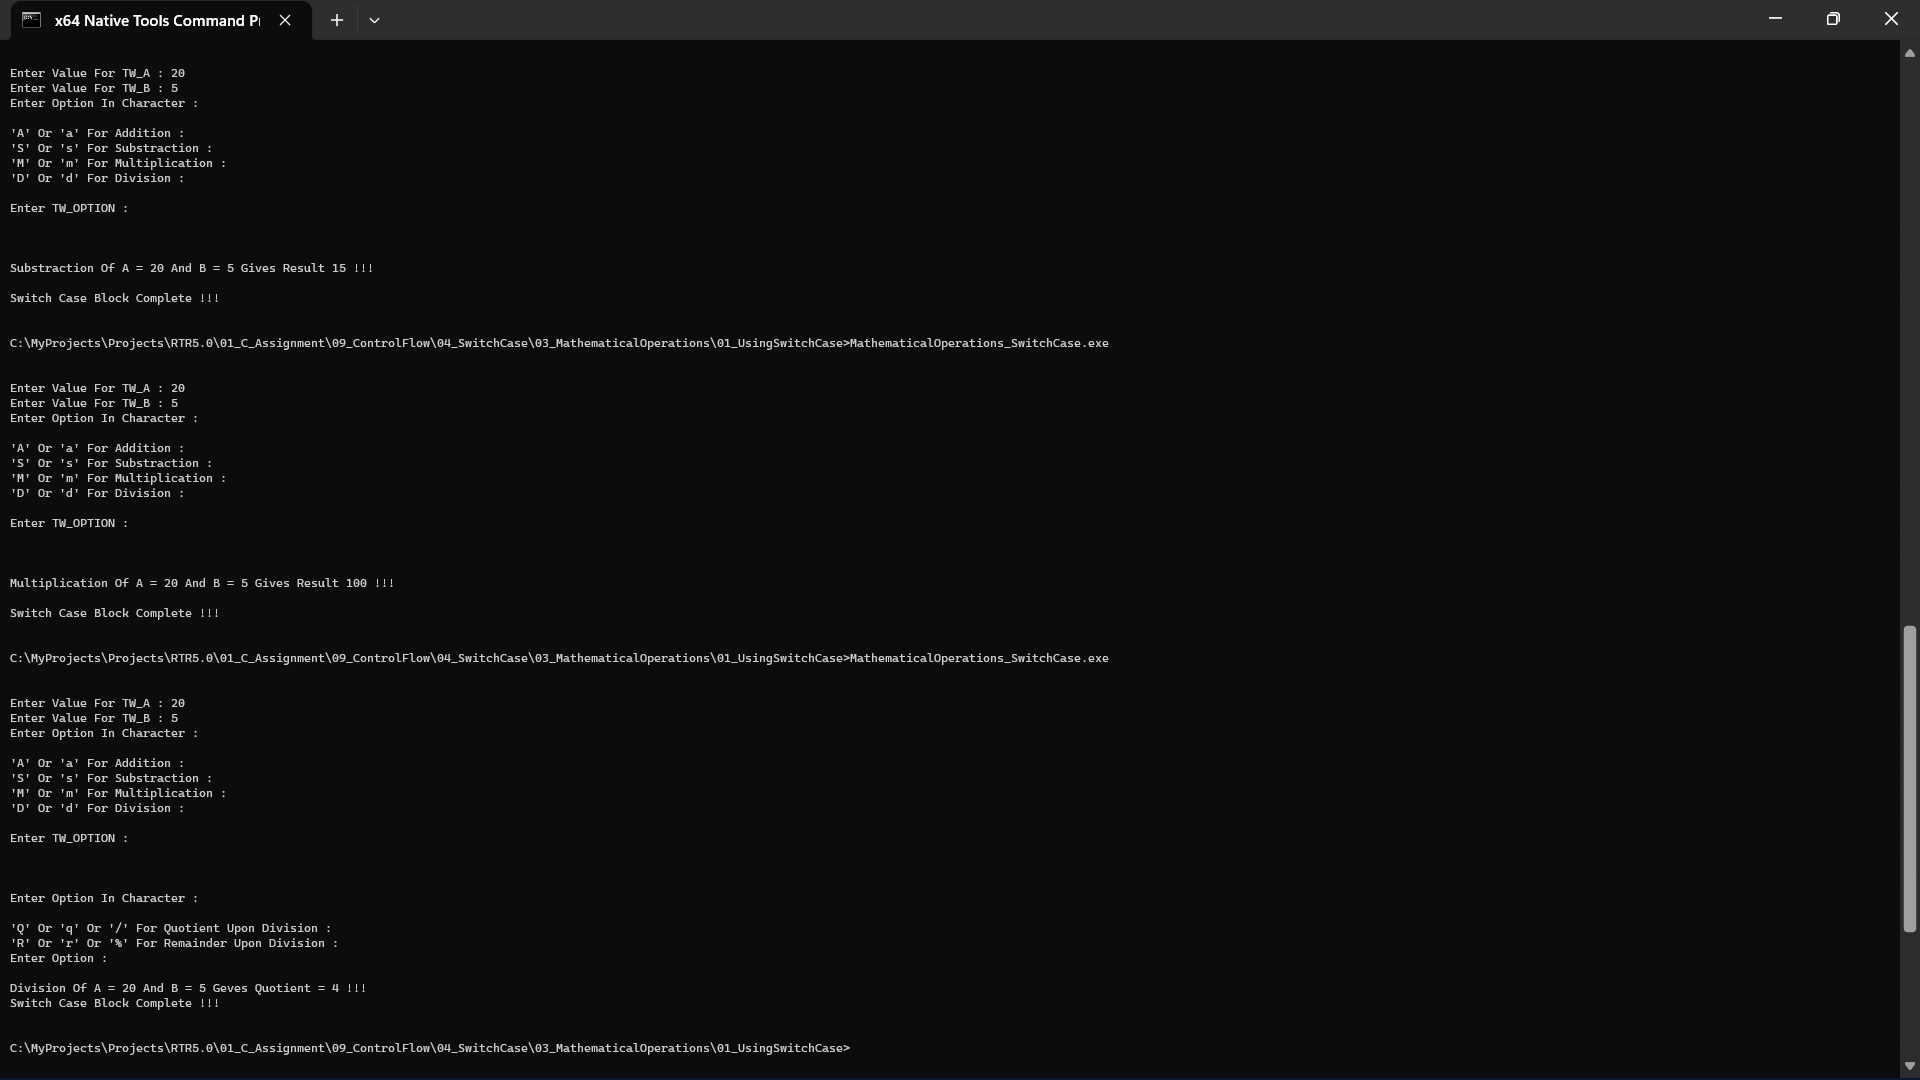 x64 Native Tools Command P
Enter Value For TW_A : 20
Enter Value For TW_B : 5
Enter Option In Character :
'A' Or 'a' For Addition :
'S' Or 's' For Substraction :
'M' Or 'm' For Multiplication :
'D' Or 'd' For Division :
Enter TW_OPTION :
Substraction Of A = 20 And B = 5 Gives Result 15 !!!
Switch Case Block Complete !!!
C:\MyProjects\Projects\RTR5.0\01_C_Assignment\09_ControlFlow\04_SwitchCase\03_MathematicalOperations\01_UsingSwitchCase>MathematicalOperations_SwitchCase.exe
Enter Value For TW_A : 20
Enter Value For TW_B : 5
Enter Option In Character :
'A' Or 'a' For Addition :
'S' Or 's' For Substraction :
'M' Or 'm' For Multiplication :
'D' Or 'd' For Division :
Enter TW_OPTION :
Multiplication Of A = 20 And B = 5 Gives Result 100 !!!
Switch Case Block Complete !!!
C:\MyProjects\Projects\RTR5.0\01_C_Assignment\09_ControlFlow\04_SwitchCase\03_MathematicalOperations\01_UsingSwitchCase>MathematicalOperations_SwitchCase.exe
Enter Value For TW_A : 20
Enter Value For TW_B : 5
Enter Option In Character :
'A' Or 'a' For Addition :
'S' Or 's' For Substraction :
'M' Or 'm' For Multiplication :
'D' Or 'd' For Division :
Enter TW_OPTION :
Enter Option In Character :
'Q' Or 'q' Or '/' For Quotient Upon Division :
'R' Or 'r' Or '%' For Remainder Upon Division :
Enter Option :
Division Of A = 20 And B = 5 Geves Quotient = 4 !!!
Switch Case Block Complete !!!
C:\MyProjects\Projects\RTR5.0\01_C_Assignment\09_ControlFlow\04_SwitchCase\03_MathematicalOperations\01_UsingSwitchCase>